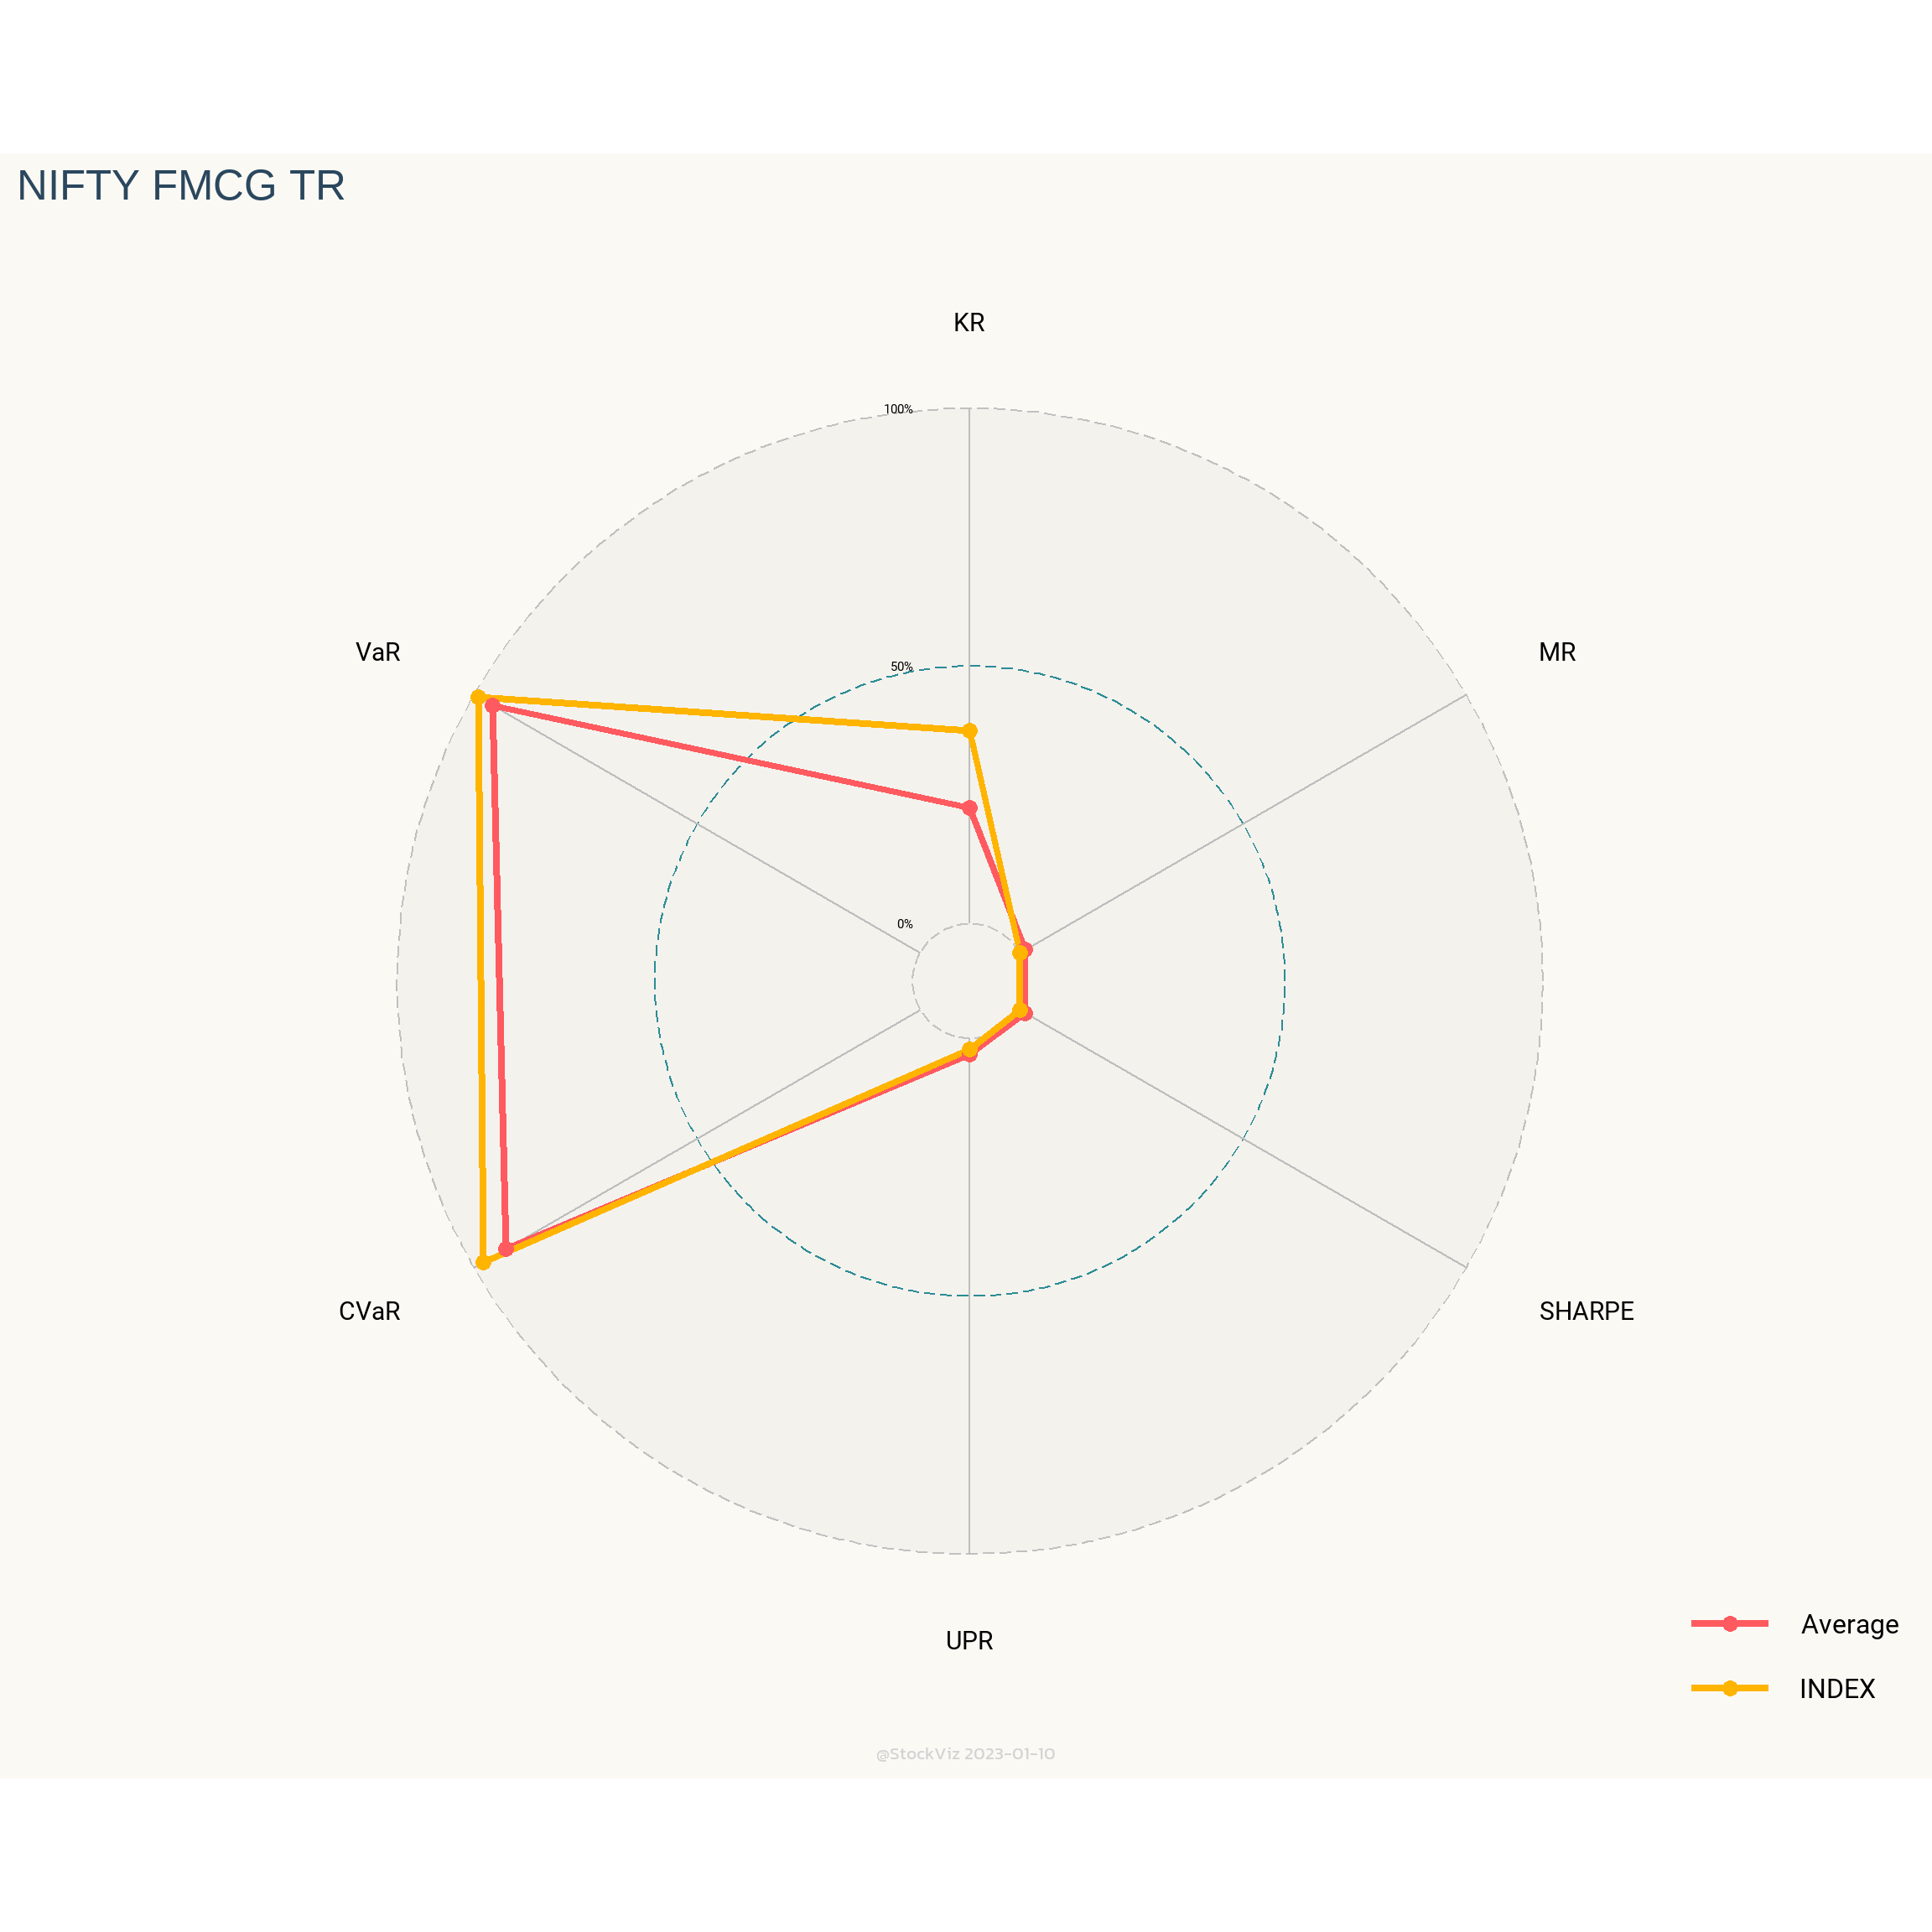 NIFTY FMCG TR
KR
100%
VaR
MR
50%
0%
CVaR
SHARPE
UPR
Average
INDEX
@StockViz 2023-01-10